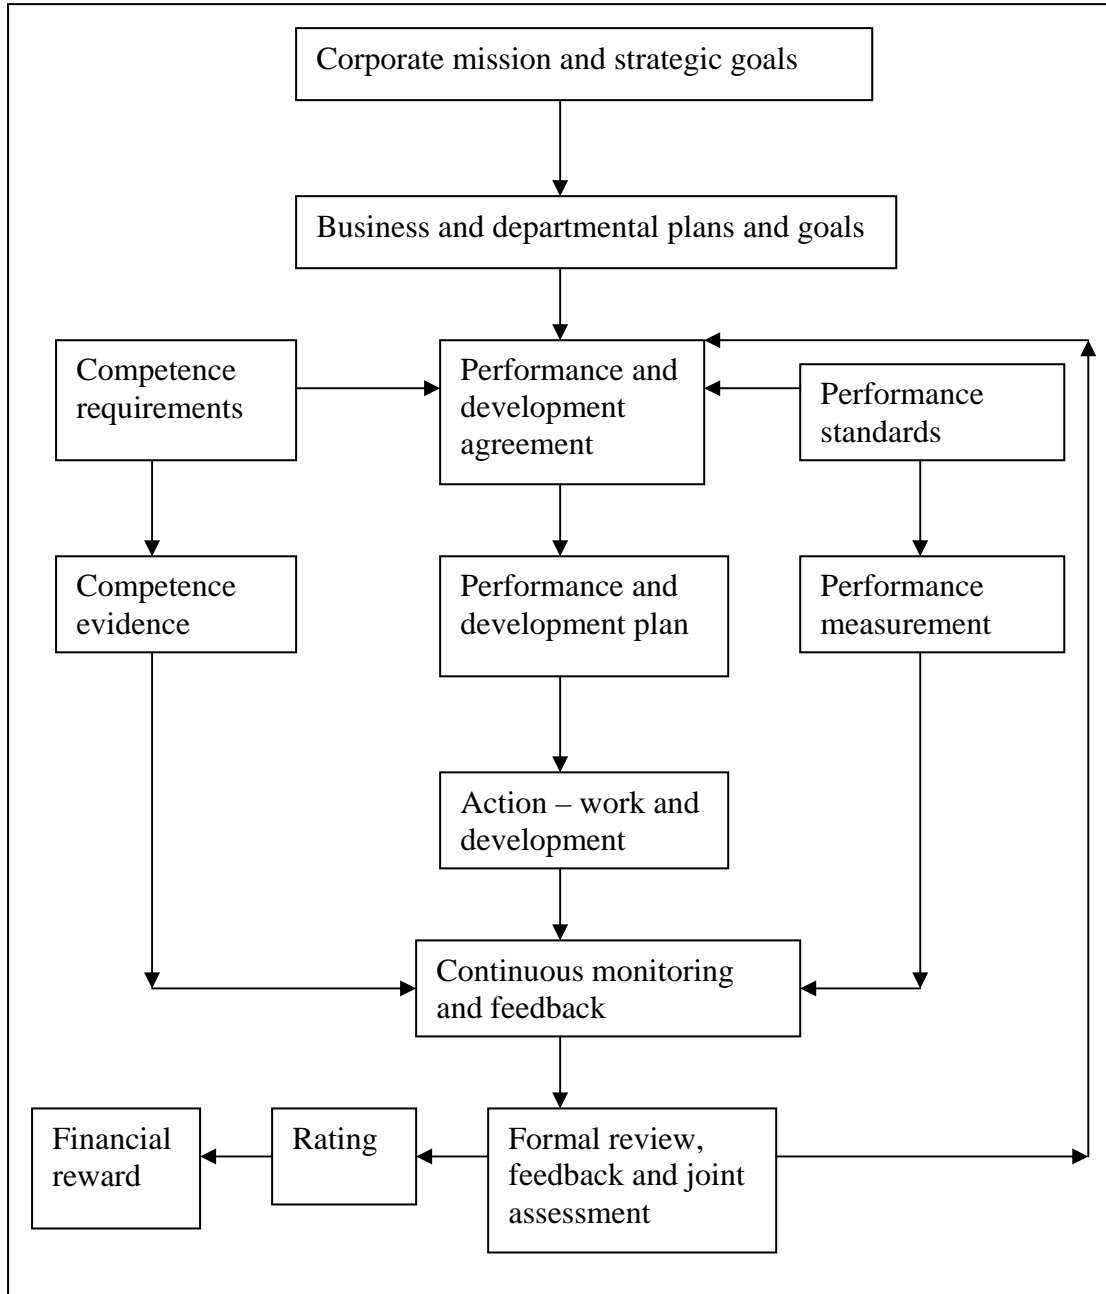 Corporate mission and strategic goals
Business and departmental plans and goals
Competence
requirements
Performance and
development
agreement
Performance
standards
Competence
evidence
Performance and
development plan
Performance
measurement
Action – work and
development
Continuous monitoring
and feedback
Financial
reward
Rating
Formal review,
feedback and joint
assessment